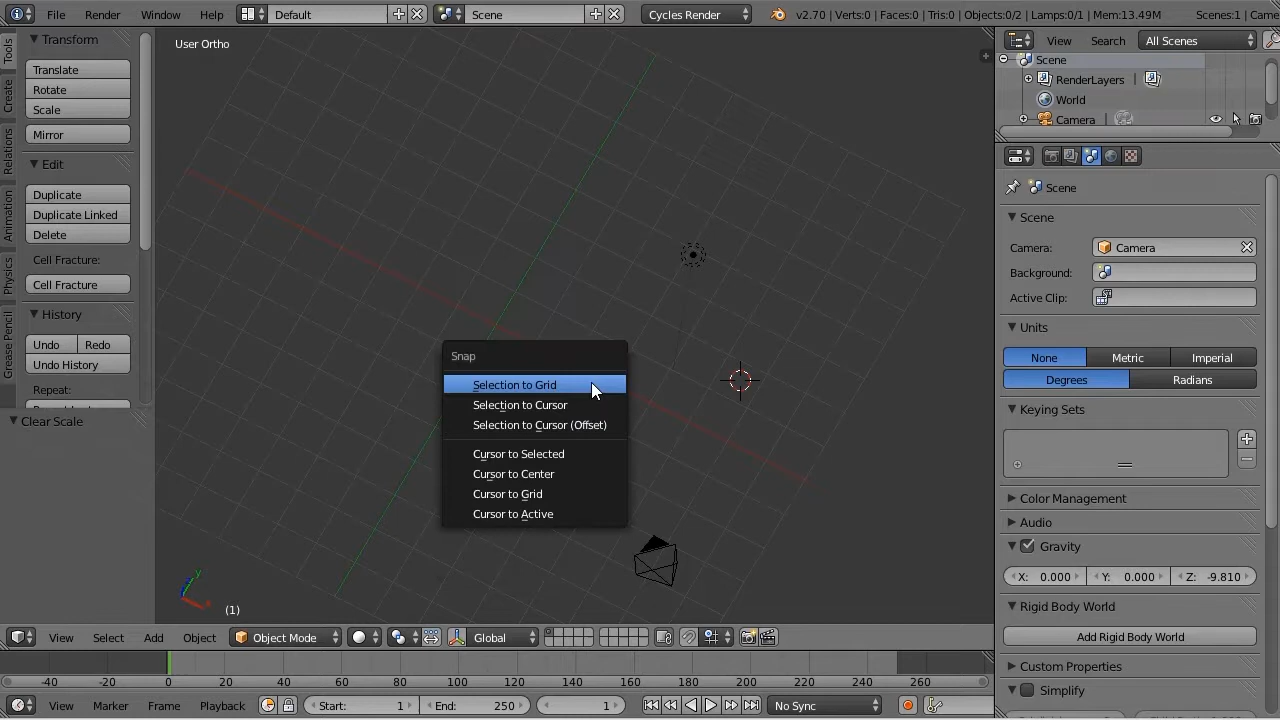 File Render Window Help Default Scene Cycles Render v2.70 | Verts:0 | Faces:0 | Tris:0 | Objects:0/2 | Lamps:0/1 | Mem:13.49M Scenes:1 | Came
View Search All Scenes
Scene
RenderLayers
World
Camera
Tools
Create
Relations
Animation
Physics
Grease Pencil
Transform
Translate
Rotate
Scale
Mirror
Edit
Duplicate
Duplicate Linked
Delete
Cell Fracture:
Cell Fracture
History
Undo Redo
Undo History
Repeat:
Clear Scale
User Ortho
Snap
Selection to Grid
Selection to Cursor
Selection to Cursor (Offset)
Cursor to Selected
Cursor to Center
Cursor to Grid
Cursor to Active
y
x
(1)
Scene
Scene
Camera: Camera
Background:
Active Clip:
Units
None Metric Imperial
Degrees Radians
Keying Sets
Color Management
Audio
Gravity
X: 0.000 Y: 0.000 Z: -9.810
Rigid Body World
Add Rigid Body World
Custom Properties
Simplify
View Select Add Object Object Mode Global
-40 -20 0 20 40 60 80 100 120 140 160 180 200 220 240 260
View Marker Frame Playback Start: 1 End: 250 1 No Sync